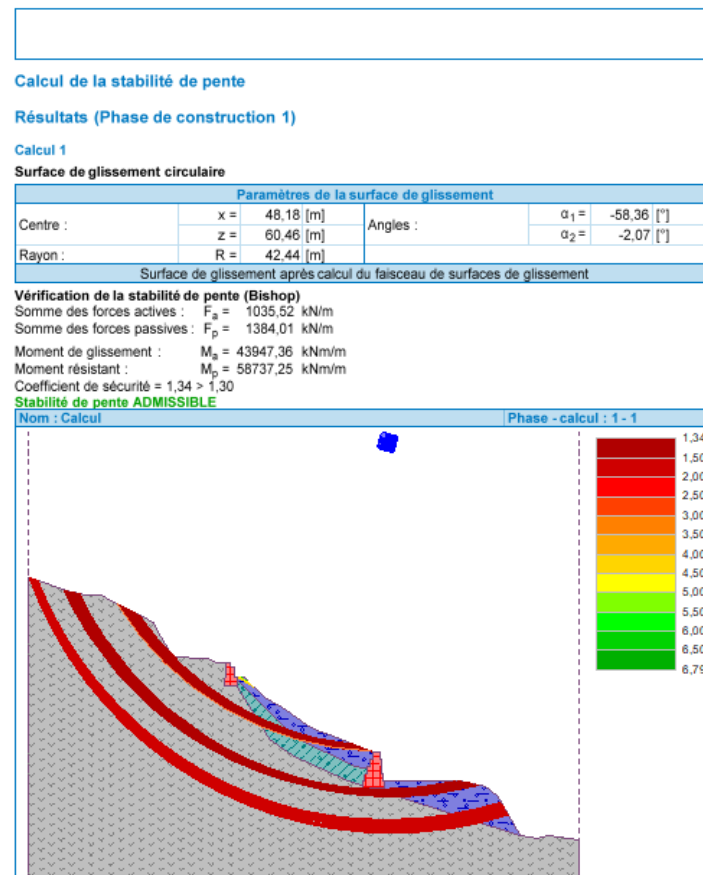 Calcul de la stabilité de pente
Résultats (Phase de construction 1)
Calcul 1
Surface de glissement circulaire
Paramètres de la surface de glissement
Centre : x = 48,18 [m] Angles : α1 = -58,36 [°]
z = 60,46 [m] α2 = -2,07 [°]
Rayon : R = 42,44 [m]
Surface de glissement après calcul du faisceau de surfaces de glissement
Vérification de la stabilité de pente (Bishop)
Somme des forces actives : Fa = 1035,52 kN/m
Somme des forces passives : Fp = 1384,01 kN/m
Moment de glissement : Ma = 43947,36 kNm/m
Moment résistant : Mp = 58737,25 kNm/m
Coefficient de sécurité = 1,34 > 1,30
Stabilité de pente ADMISSIBLE
Nom : Calcul Phase - calcul : 1 - 1
1,34
1,50
2,00
2,50
3,00
3,50
4,00
4,50
5,00
5,50
6,00
6,50
6,79